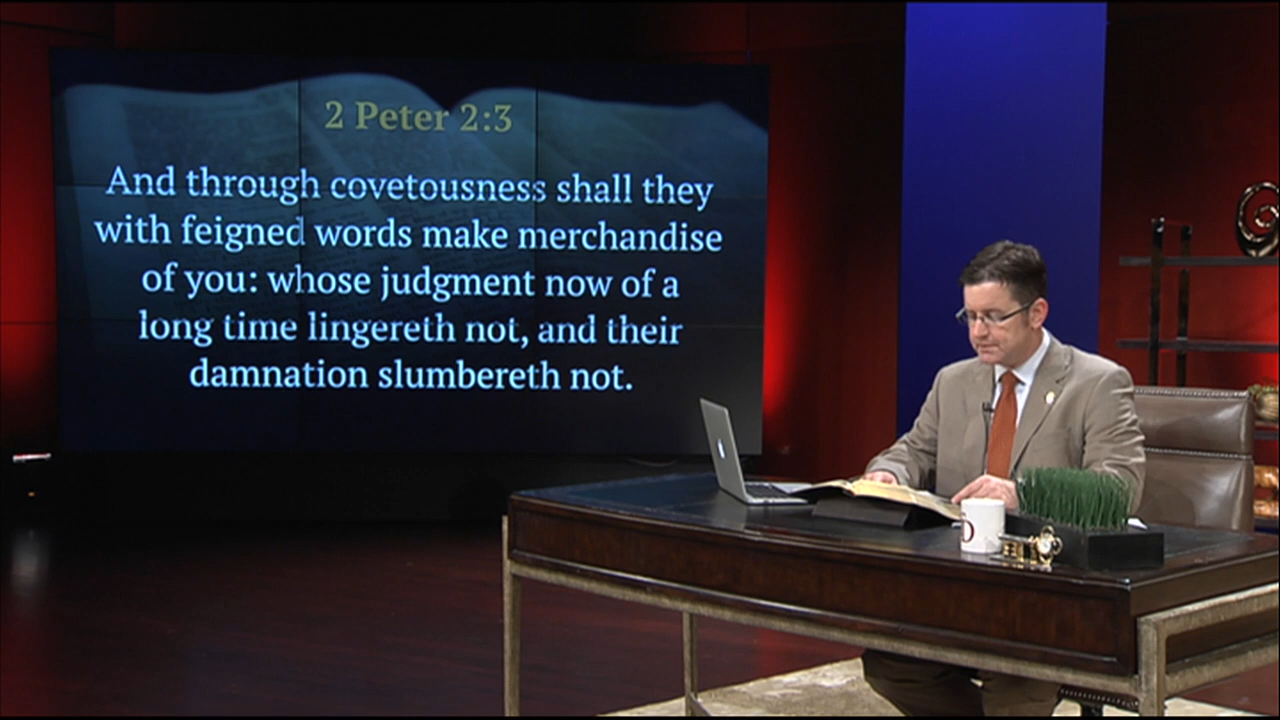 2 Peter 2:3
And through covetousness shall they
with feigned words make merchandise
of you: whose judgment now of a
long time lingereth not, and their
damnation slumbereth not.